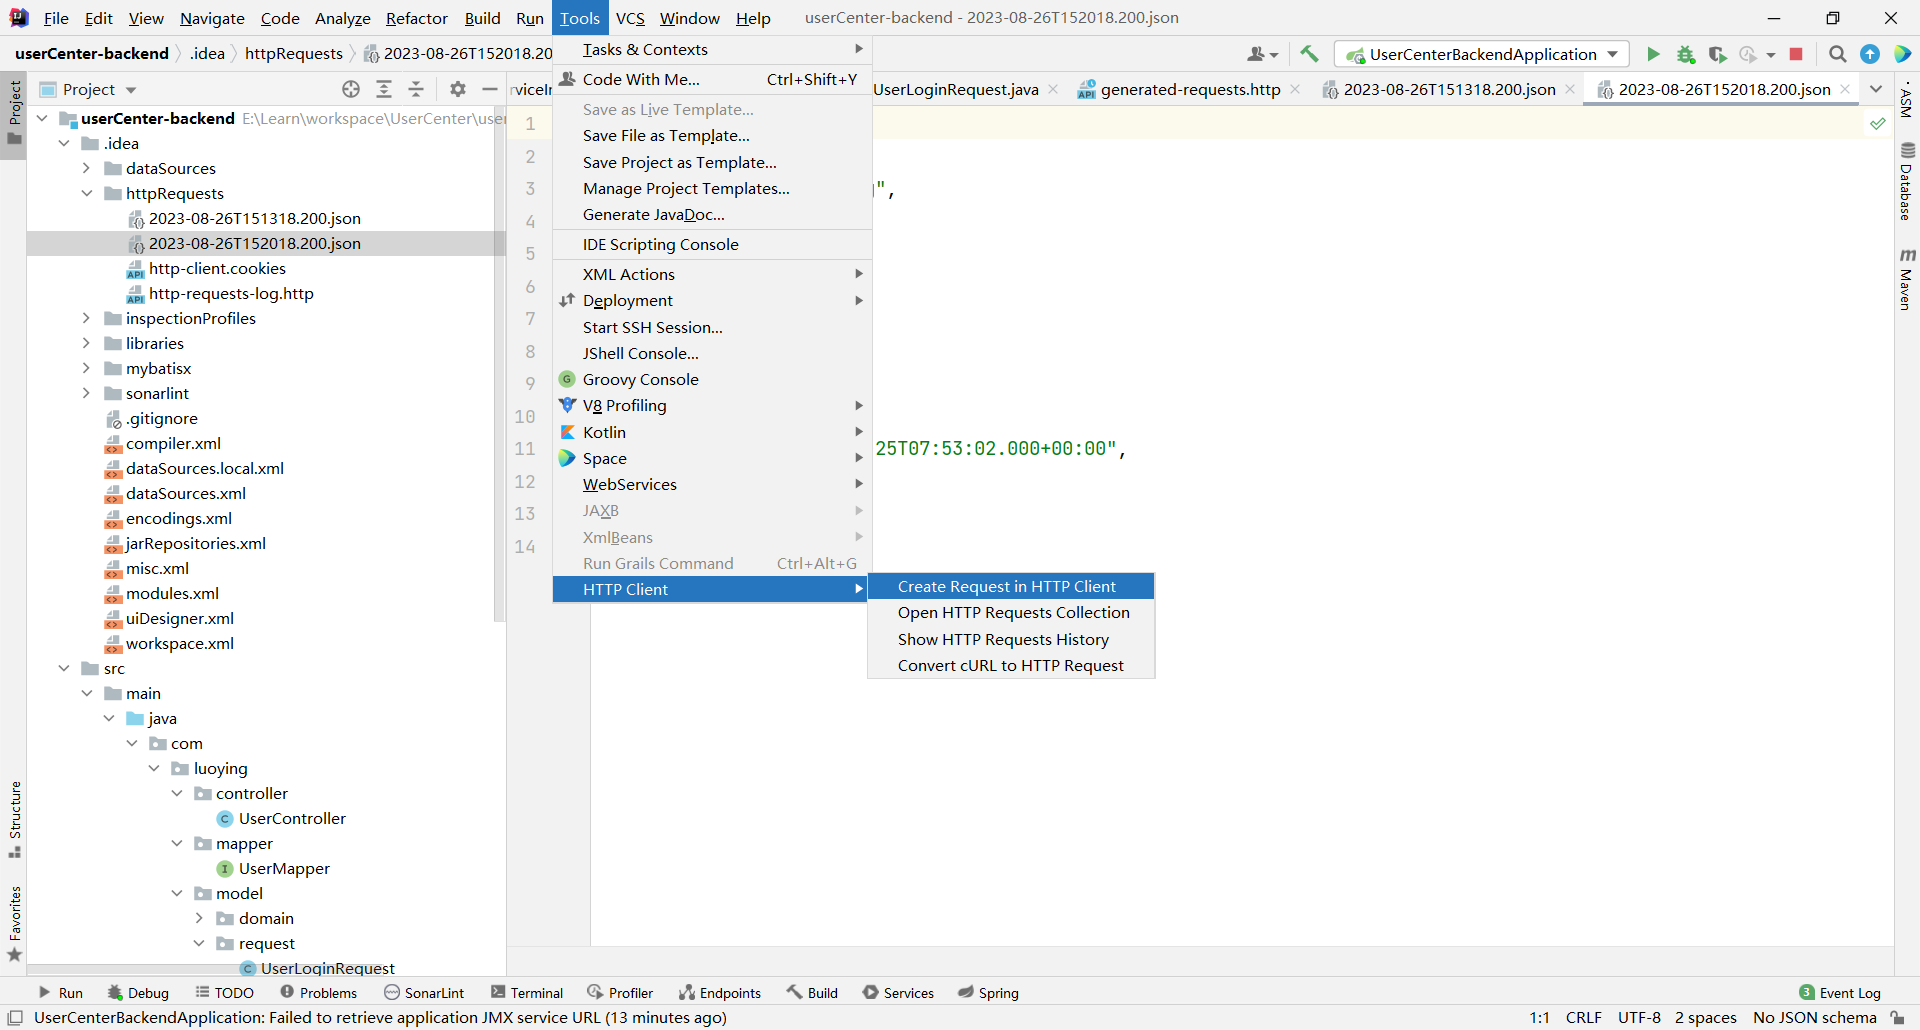 File Edit View Navigate Code Analyze Refactor Build Run Tools VCS Window Help userCenter-backend - 2023-08-26T152018.200.json
userCenter-backend .idea httpRequests 2023-08-26T152018.20
UserCenterBackendApplication
Project
UserLoginRequest.java generated-requests.http 2023-08-26T151318.200.json 2023-08-26T152018.200.json
Project
Structure
Favorites
userCenter-backend E:\Learn\workspace\UserCenter\user
.idea
dataSources
httpRequests
2023-08-26T151318.200.json
2023-08-26T152018.200.json
http-client.cookies
http-requests-log.http
inspectionProfiles
libraries
mybatisx
sonarlint
.gitignore
compiler.xml
dataSources.local.xml
dataSources.xml
encodings.xml
jarRepositories.xml
misc.xml
modules.xml
uiDesigner.xml
workspace.xml
src
main
java
com
luoying
controller
UserController
mapper
UserMapper
model
domain
request
UserLoginRequest
1
2
3
4
5
6
7
8
9
10
11
12
13
14
",
25T07:53:02.000+00:00",
Tasks & Contexts
Code With Me... Ctrl+Shift+Y
Save as Live Template...
Save File as Template...
Save Project as Template...
Manage Project Templates...
Generate JavaDoc...
IDE Scripting Console
XML Actions
Deployment
Start SSH Session...
JShell Console...
Groovy Console
V8 Profiling
Kotlin
Space
WebServices
JAXB
XmlBeans
Run Grails Command Ctrl+Alt+G
HTTP Client
Create Request in HTTP Client
Open HTTP Requests Collection
Show HTTP Requests History
Convert cURL to HTTP Request
ASM
Database
Maven
Run Debug TODO Problems SonarLint Terminal Profiler Endpoints Build Services Spring 3 Event Log
UserCenterBackendApplication: Failed to retrieve application JMX service URL (13 minutes ago) 1:1 CRLF UTF-8 2 spaces No JSON schema